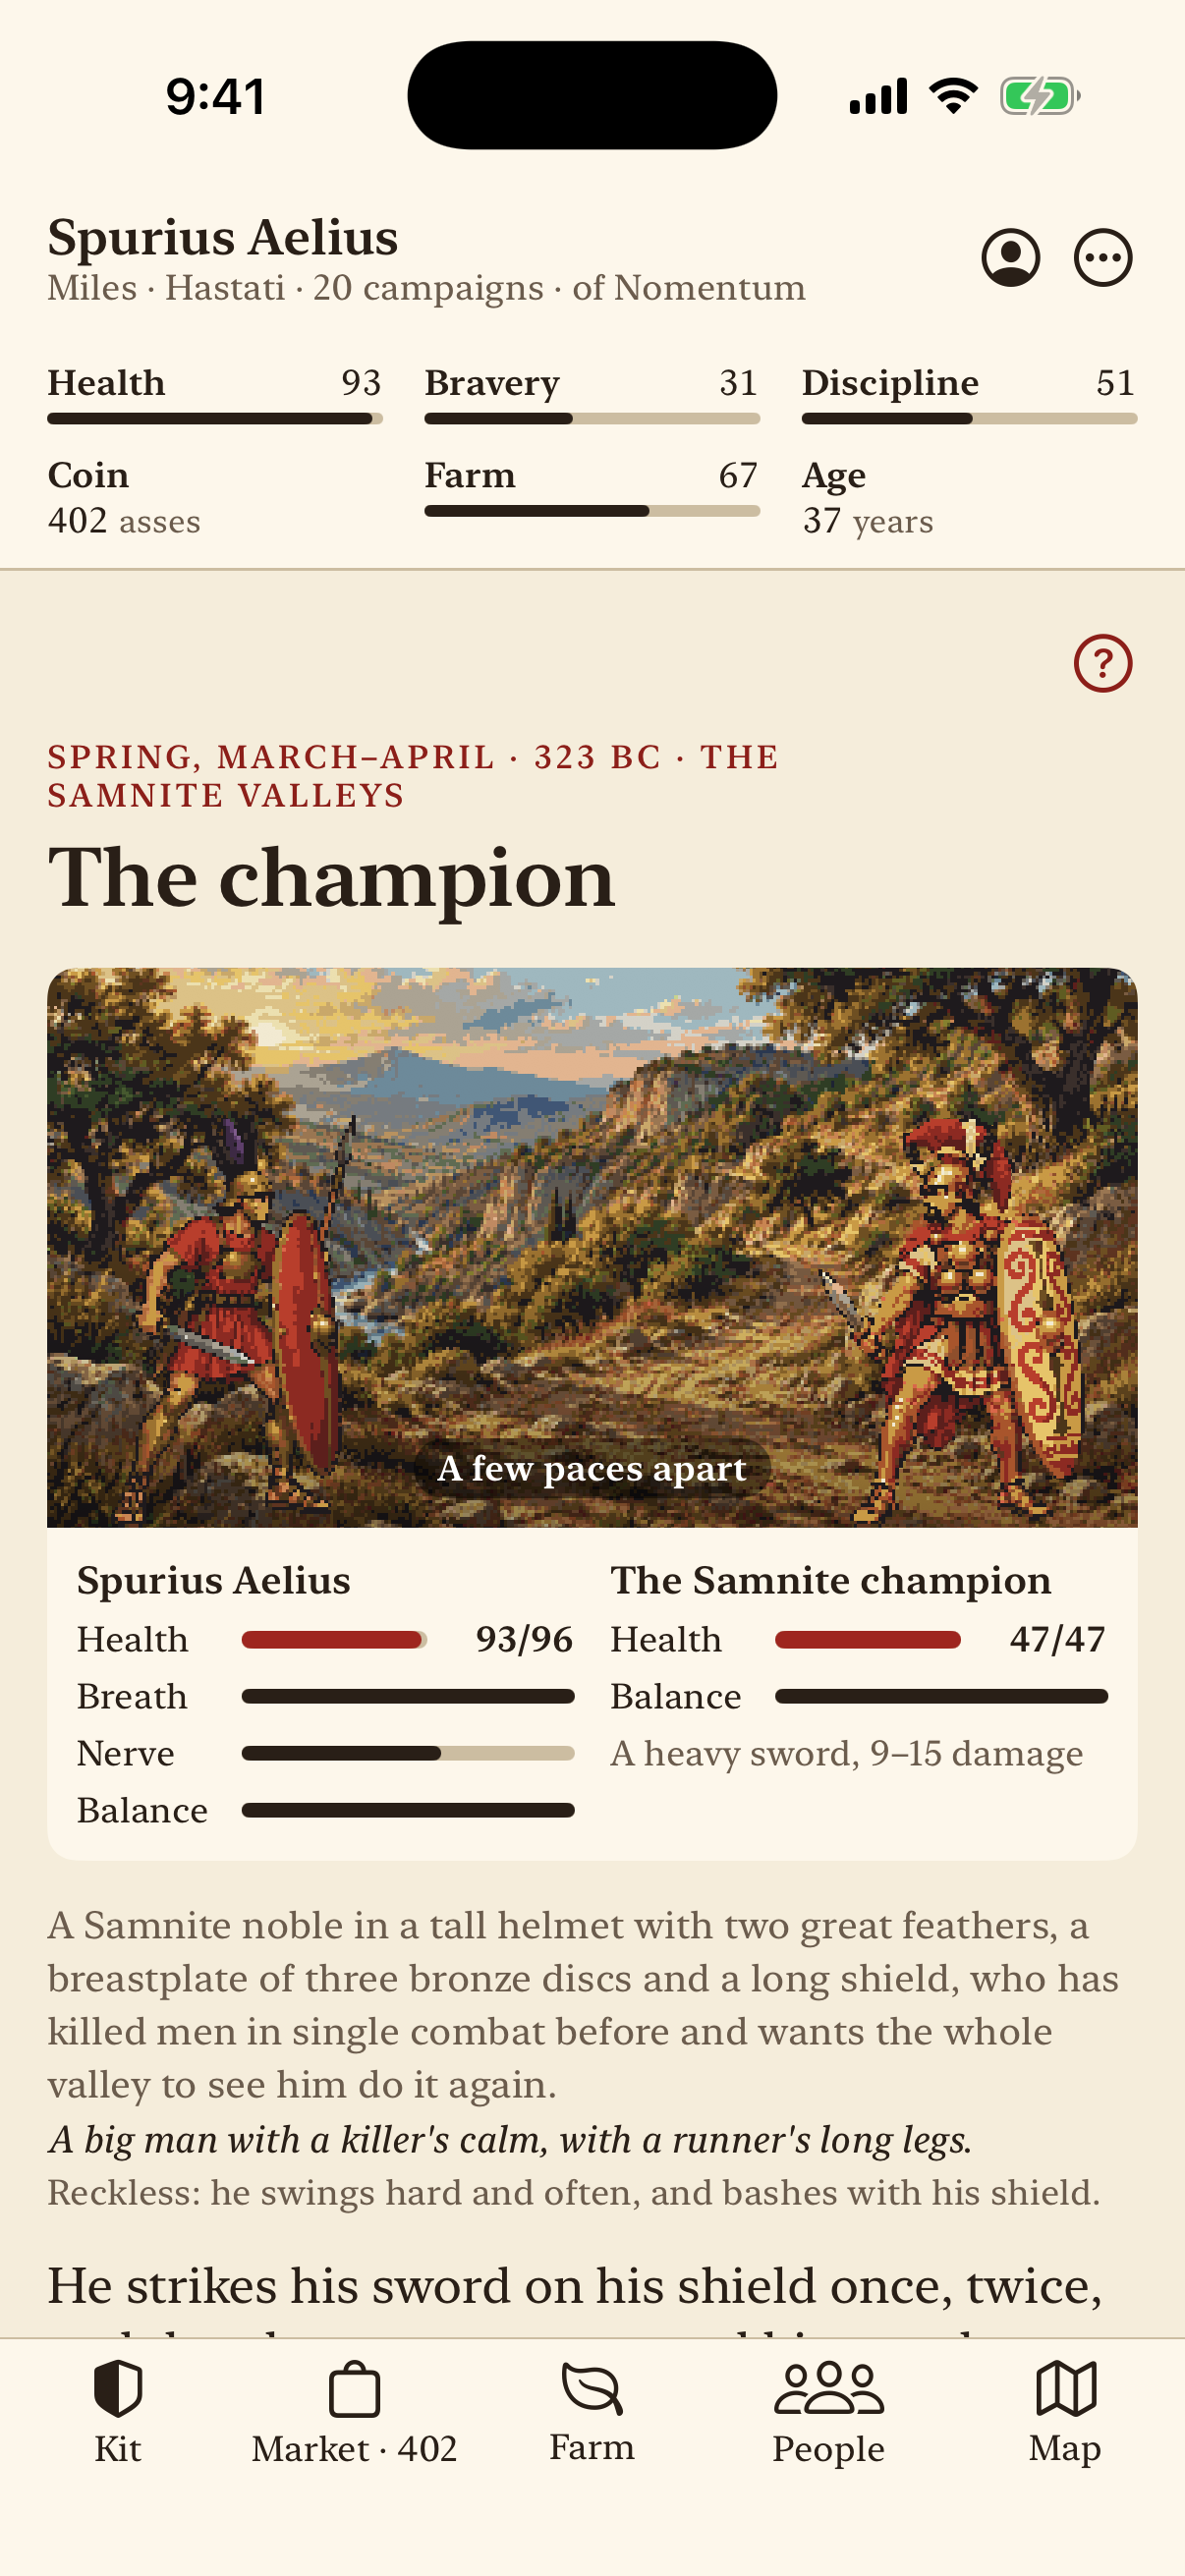 9:41
Spurius Aelius
Miles · Hastati · 20 campaigns · of Nomentum
Health 93
Bravery 31
Discipline 51
Coin
402 asses
Farm 67
Age
37 years
?
SPRING, MARCH–APRIL · 323 BC · THE
SAMNITE VALLEYS
The champion
A few paces apart
Spurius Aelius
Health 93/96
Breath
Nerve
Balance
The Samnite champion
Health 47/47
Balance
A heavy sword, 9–15 damage
A Samnite noble in a tall helmet with two great feathers, a
breastplate of three bronze discs and a long shield, who has
killed men in single combat before and wants the whole
valley to see him do it again.
A big man with a killer's calm, with a runner's long legs.
Reckless: he swings hard and often, and bashes with his shield.
He strikes his sword on his shield once, twice,
Kit
Market · 402
Farm
People
Map